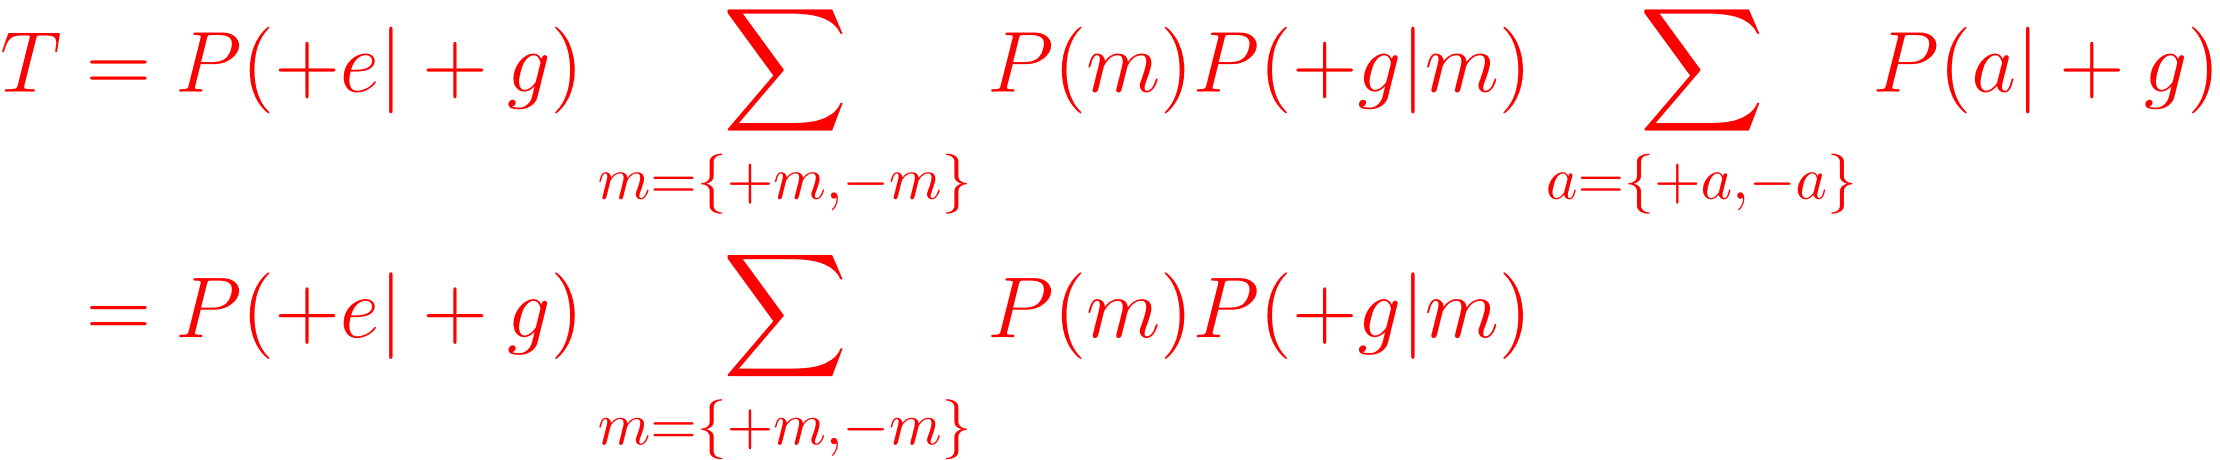 T = P(+e| + g) ∑_{m={+m,−m}} P(m)P(+g|m) ∑_{a={+a,−a}} P(a| + g)
= P(+e| + g) ∑_{m={+m,−m}} P(m)P(+g|m)